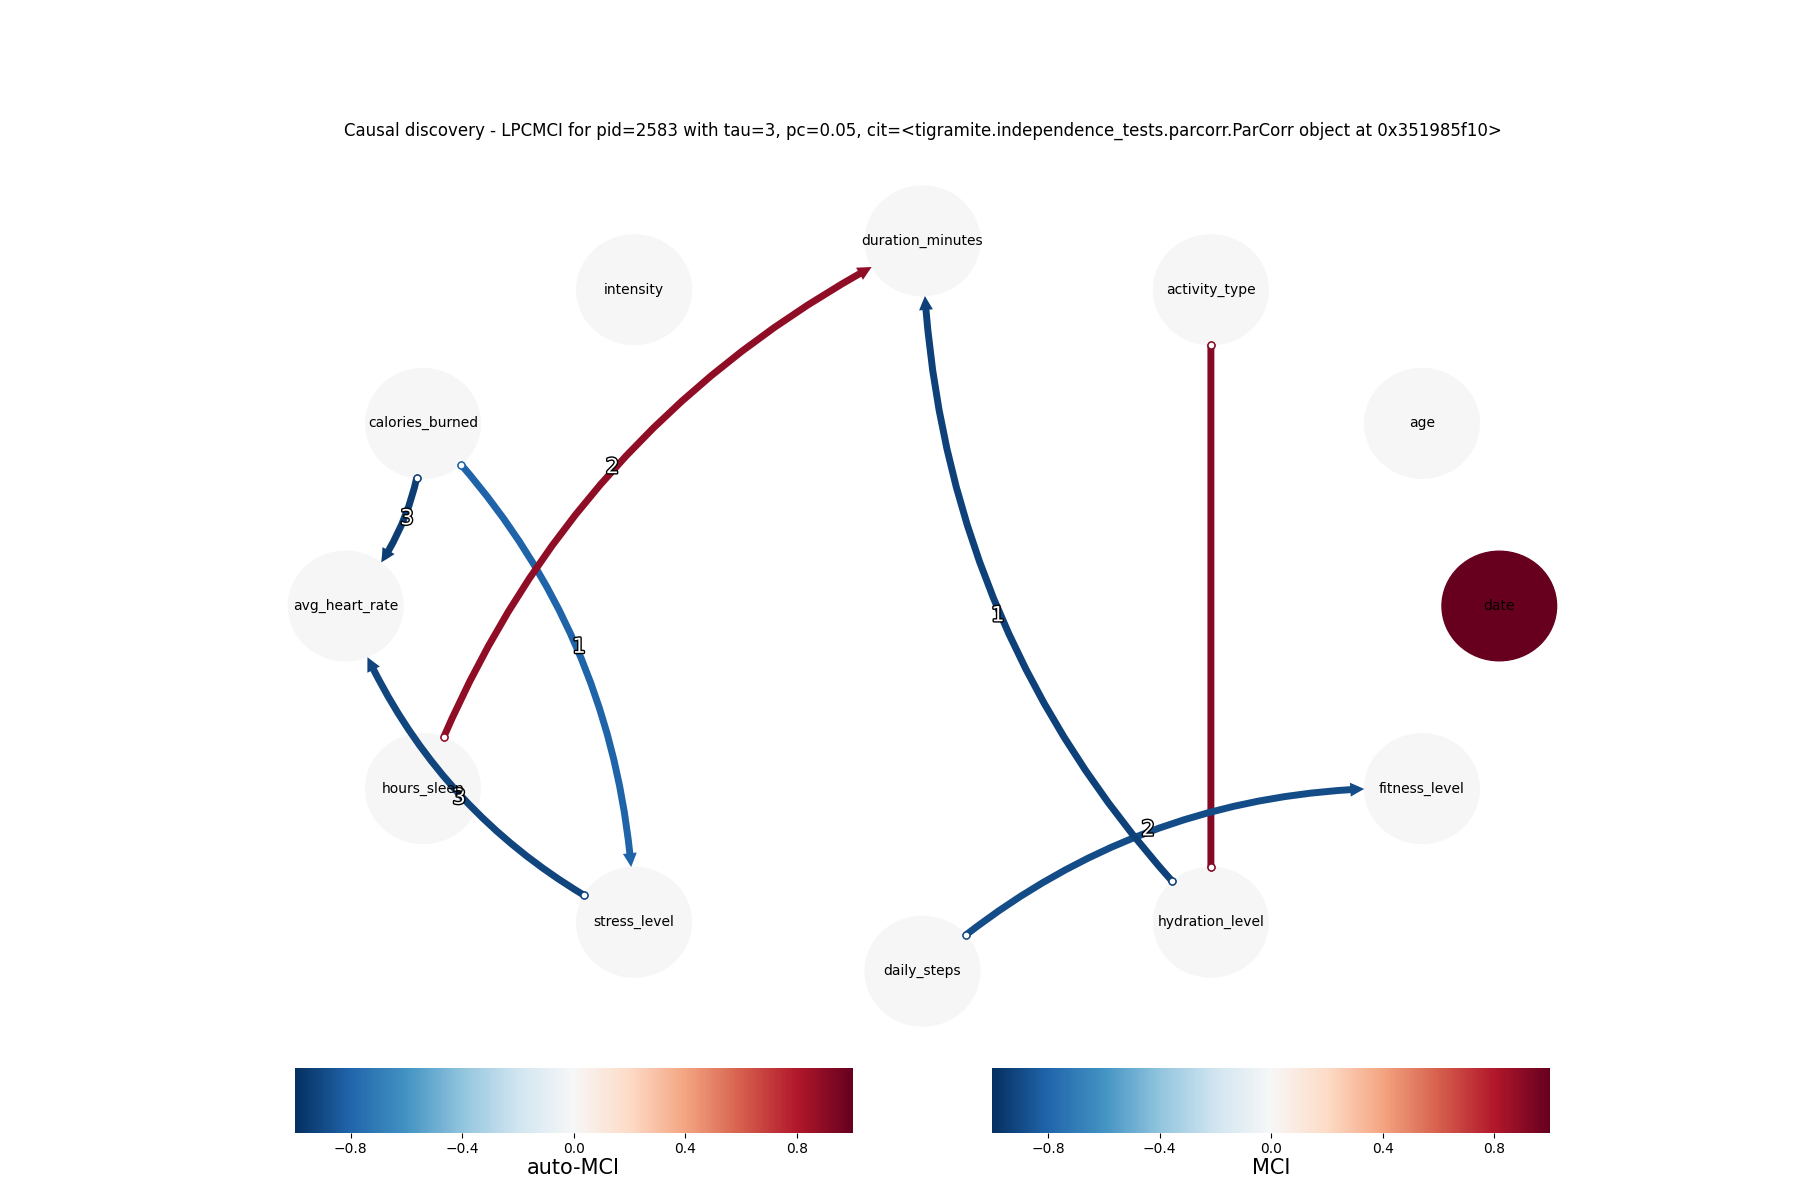 Causal discovery - LPCMCI for pid=2583 with tau=3, pc=0.05, cit=<tigramite.independence_tests.parcorr.ParCorr object at 0x351985f10>
duration_minutes
intensity
activity_type
calories_burned
age
2
3
avg_heart_rate
date
1
1
hours_sleep
3
fitness_level
2
stress_level
hydration_level
daily_steps
−0.8 −0.4 0.0 0.4 0.8
auto-MCI
−0.8 −0.4 0.0 0.4 0.8
MCI